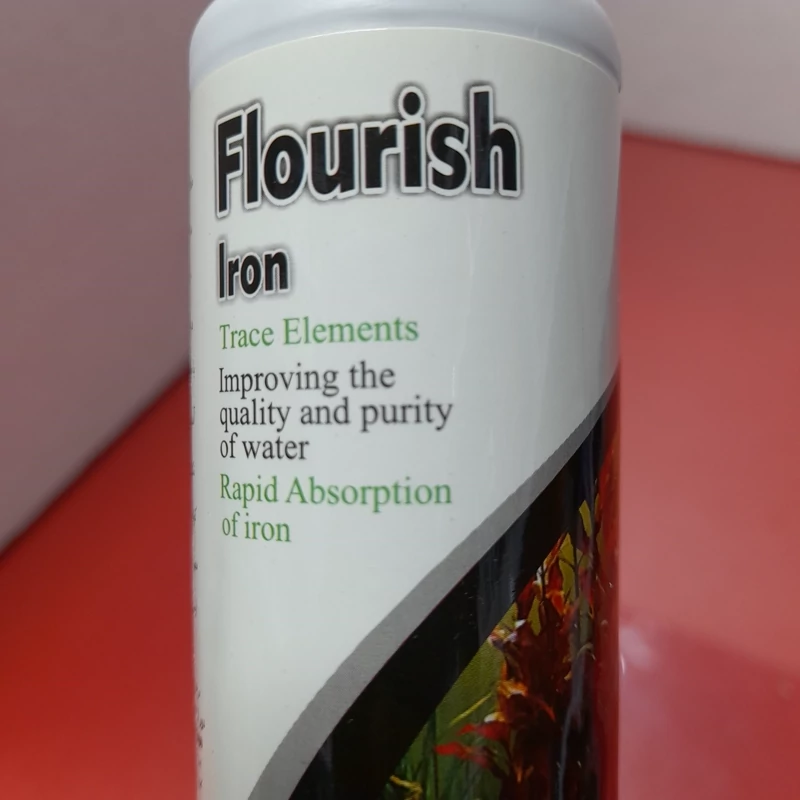 Flourish
Iron
Trace Elements
Improving the
quality and purity
of water
Rapid Absorption
of iron